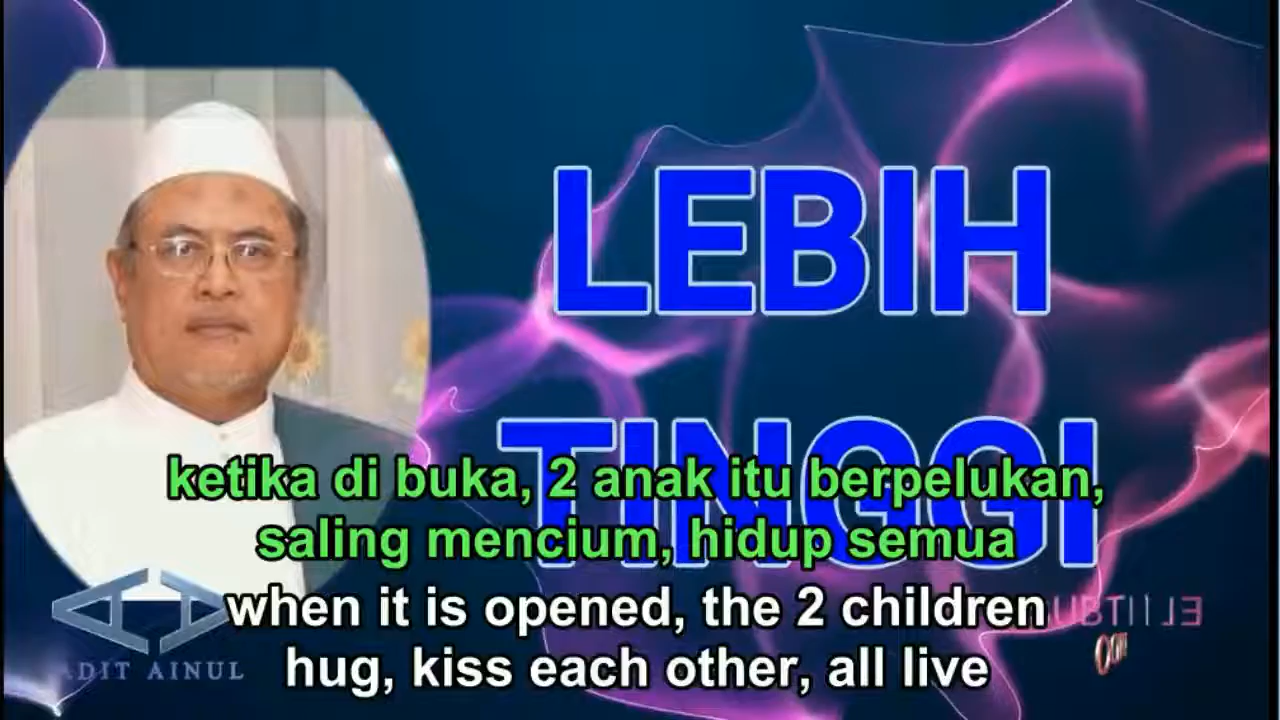 LEBIH
TINGGI
ketika di buka, 2 anak itu berpelukan,
saling mencium, hidup semua
when it is opened, the 2 children
hug, kiss each other, all live
ADIT AINUL